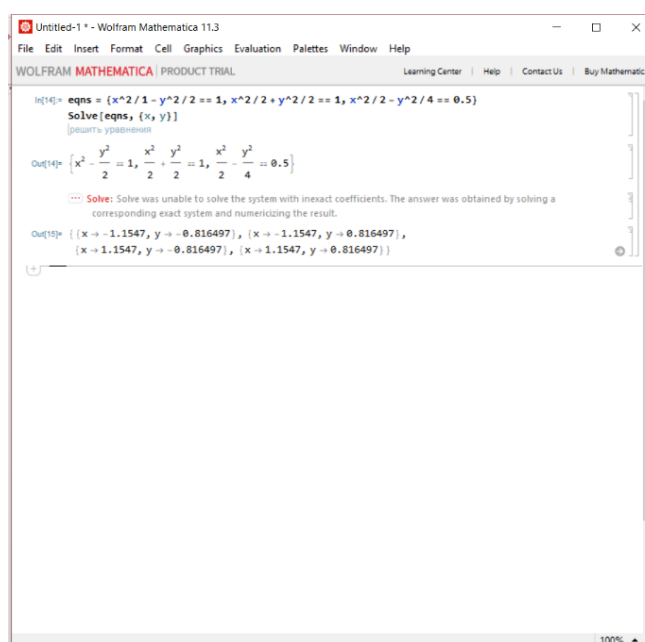 Untitled-1 * - Wolfram Mathematica 11.3
File Edit Insert Format Cell Graphics Evaluation Palettes Window Help
WOLFRAM MATHEMATICA | PRODUCT TRIAL Learning Center | Help | Contact Us | Buy Mathematic
In[14]:= eqns = {x^2 / 1 - y^2 / 2 == 1, x^2 / 2 + y^2 / 2 == 1, x^2 / 2 - y^2 / 4 == 0.5}
Solve[eqns, {x, y}]
решить уравнения
Out[14]= {x² - y²/2 == 1, x²/2 + y²/2 == 1, x²/2 - y²/4 == 0.5}
Solve: Solve was unable to solve the system with inexact coefficients. The answer was obtained by solving a
corresponding exact system and numericizing the result.
Out[15]= {{x → -1.1547, y → -0.816497}, {x → -1.1547, y → 0.816497},
{x → 1.1547, y → -0.816497}, {x → 1.1547, y → 0.816497}}
100%